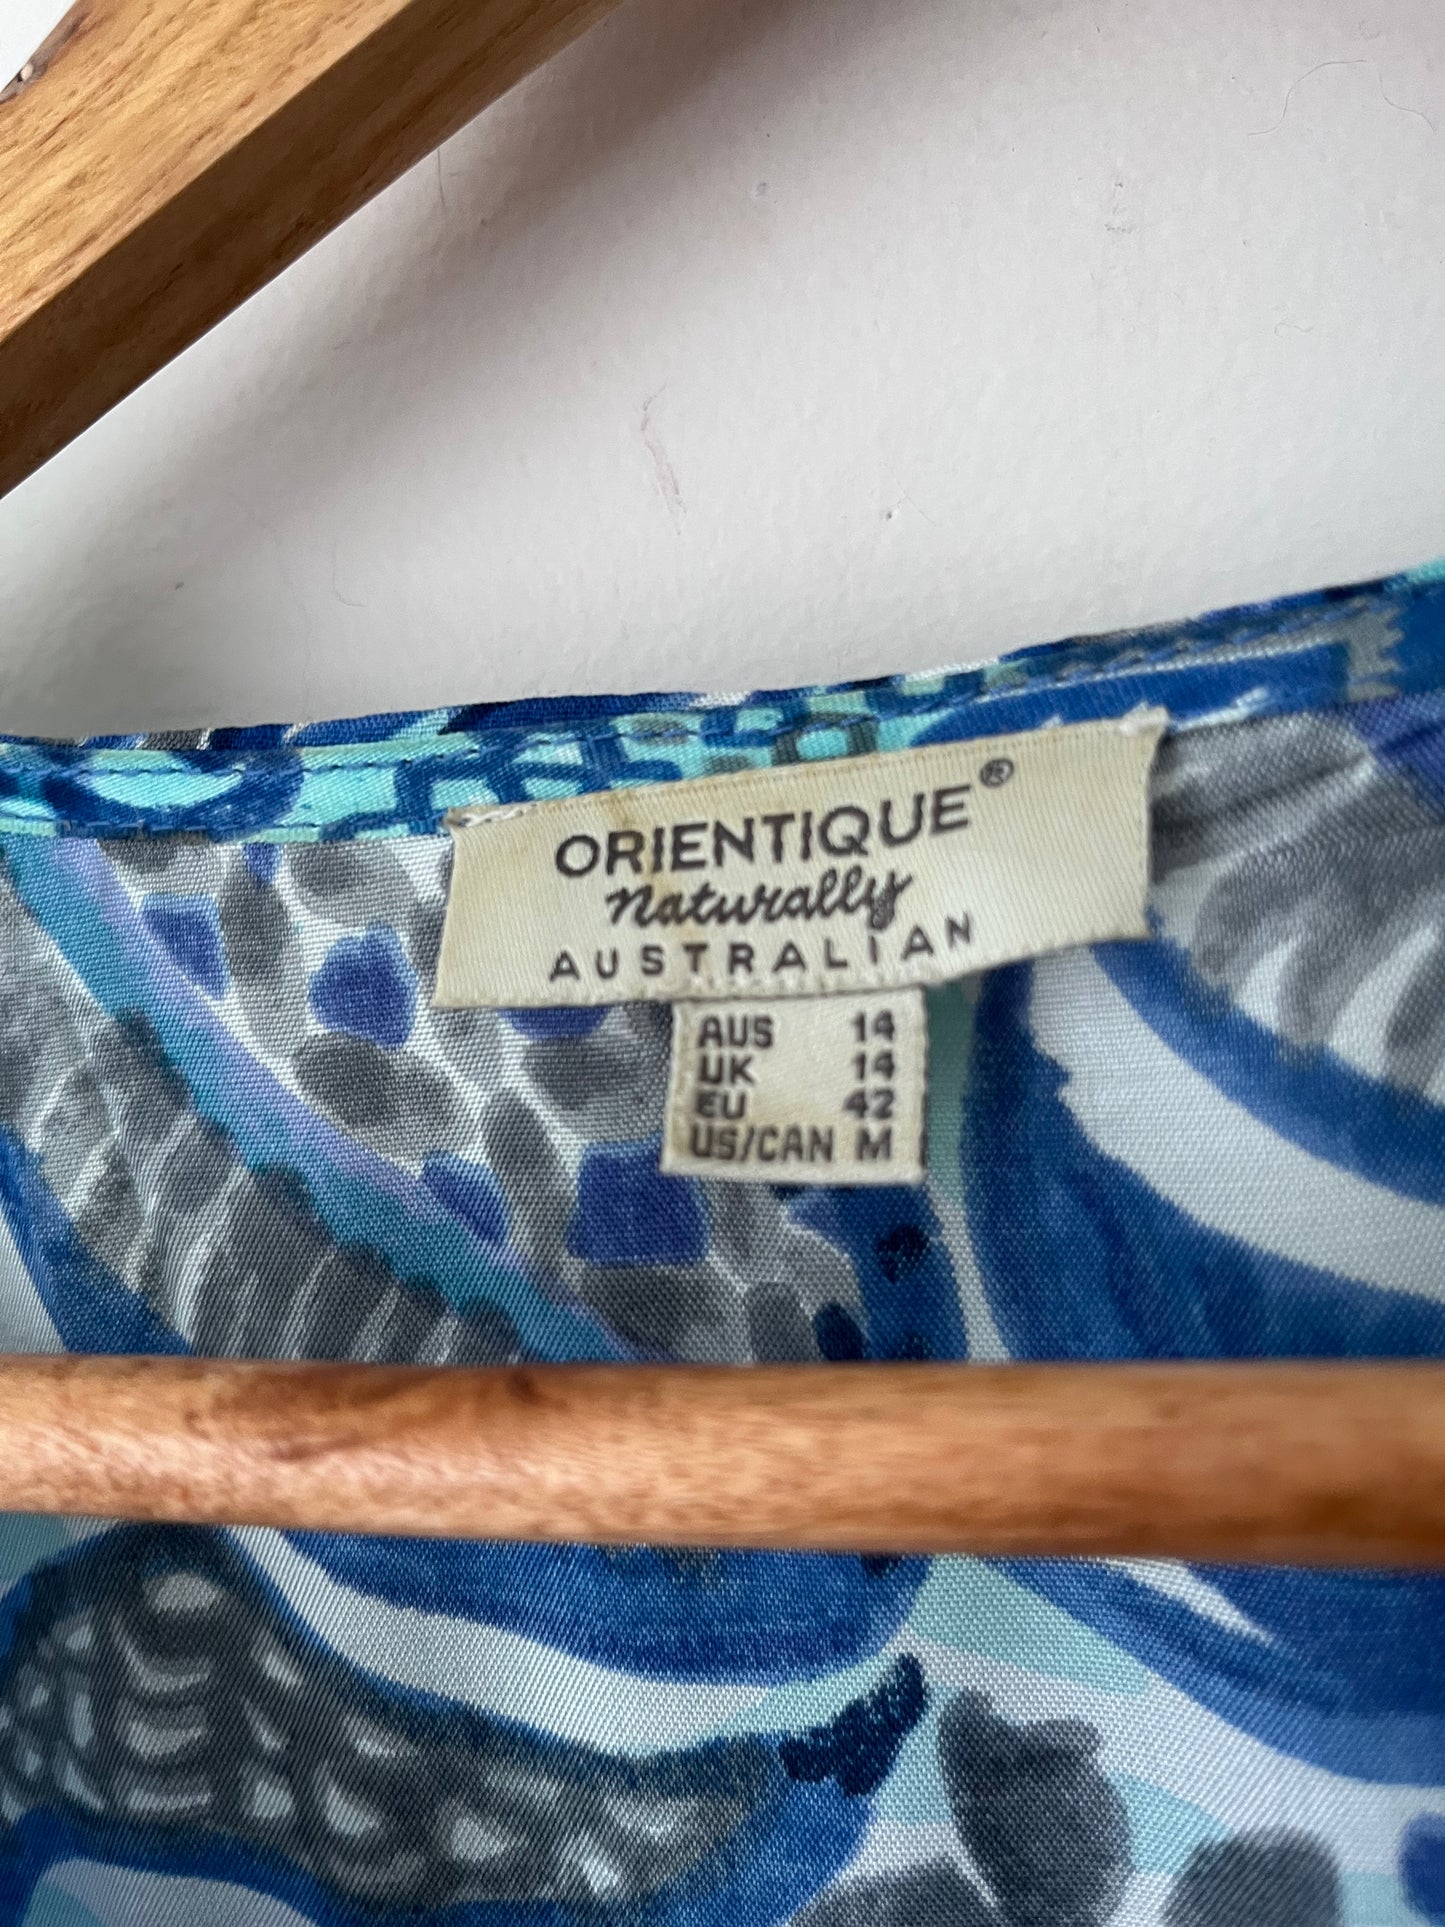 ORIENTIQUE®
Naturally
AUSTRALIAN
AUS 14
UK 14
EU 42
US/CAN M